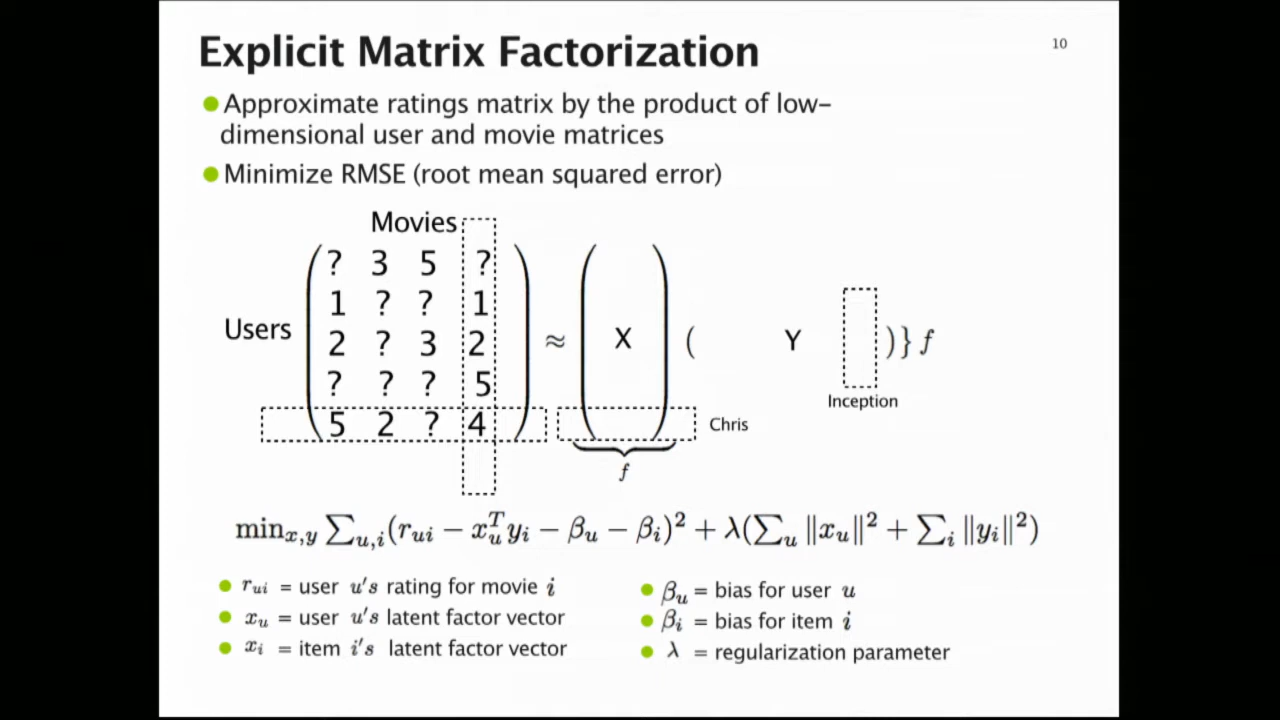 Explicit Matrix Factorization
10
Approximate ratings matrix by the product of low-
dimensional user and movie matrices
Minimize RMSE (root mean squared error)
Movies
Users
? 3 5 ?
1 ? ? 1
2 ? 3 2
? ? ? 5
5 2 ? 4
≈
X
( Y )} f
Inception
Chris
f
min_{x,y} ∑_{u,i}(r_{ui} − x_u^T y_i − β_u − β_i)^2 + λ(∑_u ‖x_u‖^2 + ∑_i ‖y_i‖^2)
r_{ui} = user u's rating for movie i
x_u = user u's latent factor vector
x_i = item i's latent factor vector
β_u = bias for user u
β_i = bias for item i
λ = regularization parameter